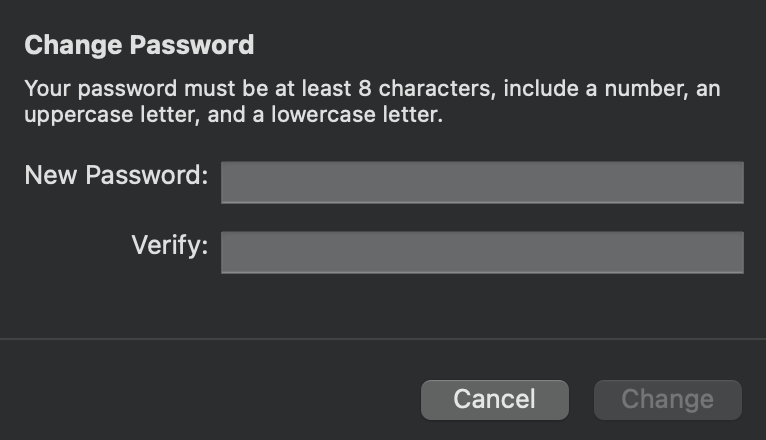 Change Password
Your password must be at least 8 characters, include a number, an
uppercase letter, and a lowercase letter.
New Password:
Verify:
Cancel
Change